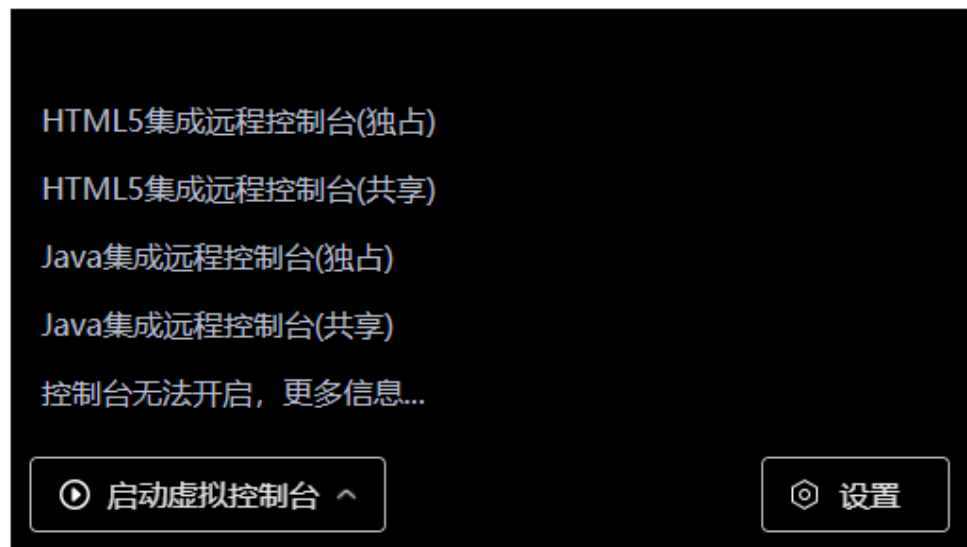 HTML5集成远程控制台(独占)
HTML5集成远程控制台(共享)
Java集成远程控制台(独占)
Java集成远程控制台(共享)
控制台无法开启，更多信息...
启动虚拟控制台
设置